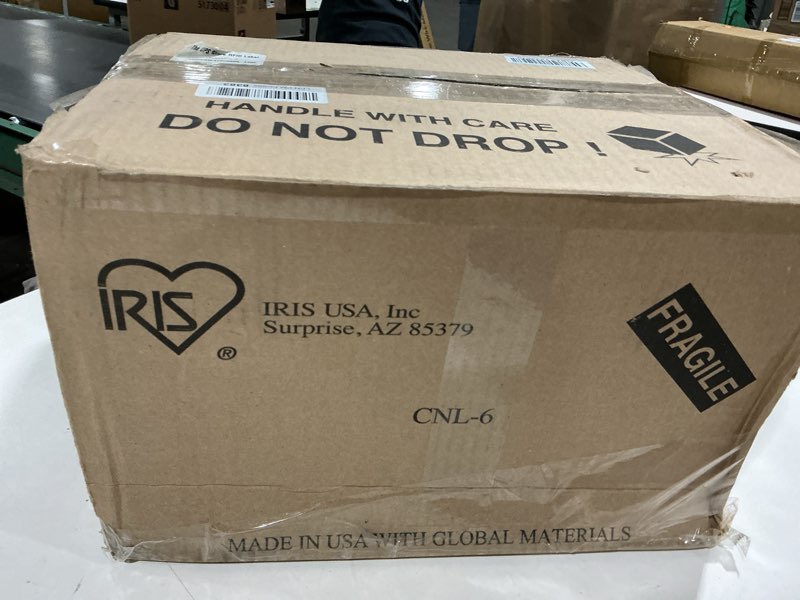 HANDLE WITH CARE
DO NOT DROP !
IRIS
®
IRIS USA, Inc
Surprise, AZ 85379
FRAGILE
CNL-6
MADE IN USA WITH GLOBAL MATERIALS